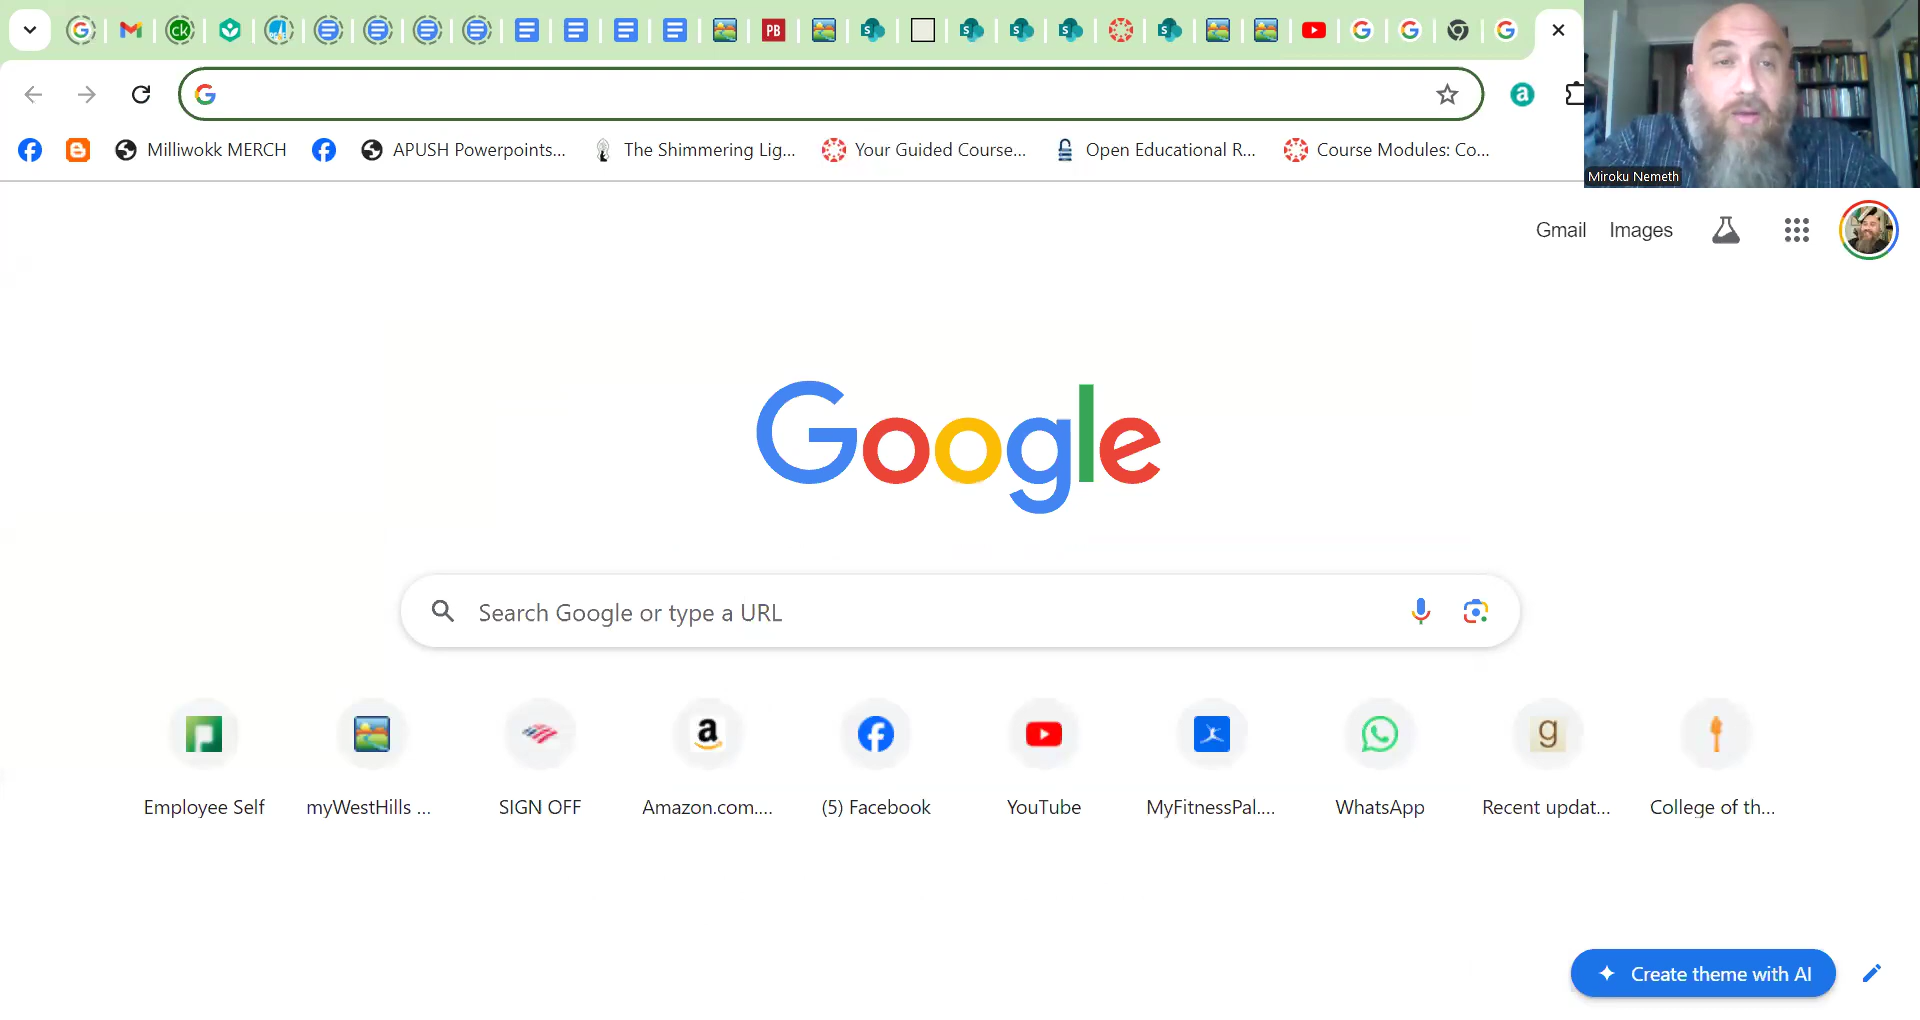 ck
PB
S
S
S
S
S
a
Milliwokk MERCH
APUSH Powerpoints...
The Shimmering Lig...
Your Guided Course...
Open Educational R...
Course Modules: Co...
Miroku Nemeth
Gmail
Images
Google
Search Google or type a URL
Employee Self
myWestHills ...
SIGN OFF
Amazon.com....
(5) Facebook
YouTube
MyFitnessPal....
WhatsApp
Recent updat...
College of th...
Create theme with AI